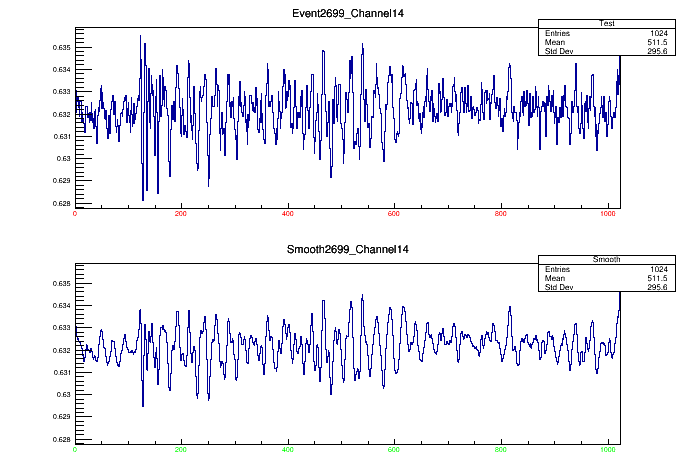 Event2699_Channel14
Test
Entries 1024
Mean 511.5
Std Dev 295.6
0.635
0.634
0.633
0.632
0.631
0.63
0.629
0.628
0 200 400 600 800 1000
Smooth2699_Channel14
Smooth
Entries 1024
Mean 511.5
Std Dev 295.6
0.635
0.634
0.633
0.632
0.631
0.63
0.629
0.628
0 200 400 600 800 1000